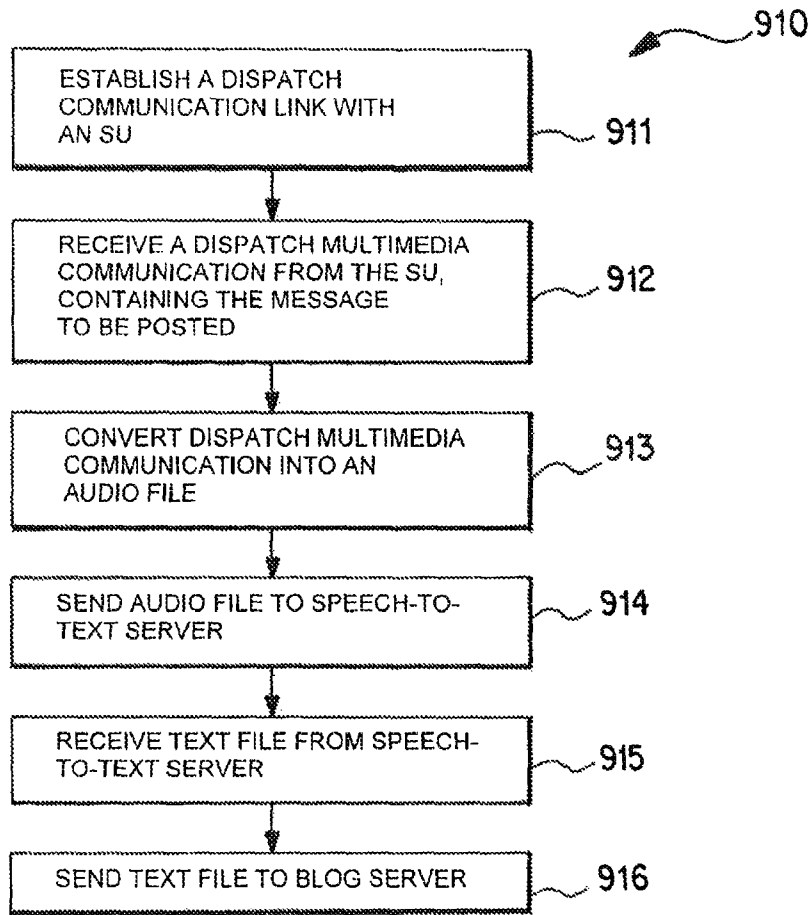 910
ESTABLISH A DISPATCH
COMMUNICATION LINK WITH
AN SU
911
RECEIVE A DISPATCH MULTIMEDIA
COMMUNICATION FROM THE SU,
CONTAINING THE MESSAGE
TO BE POSTED
912
CONVERT DISPATCH MULTIMEDIA
COMMUNICATION INTO AN
AUDIO FILE
913
SEND AUDIO FILE TO SPEECH-TO-
TEXT SERVER
914
RECEIVE TEXT FILE FROM SPEECH-
TO-TEXT SERVER
915
SEND TEXT FILE TO BLOG SERVER
916